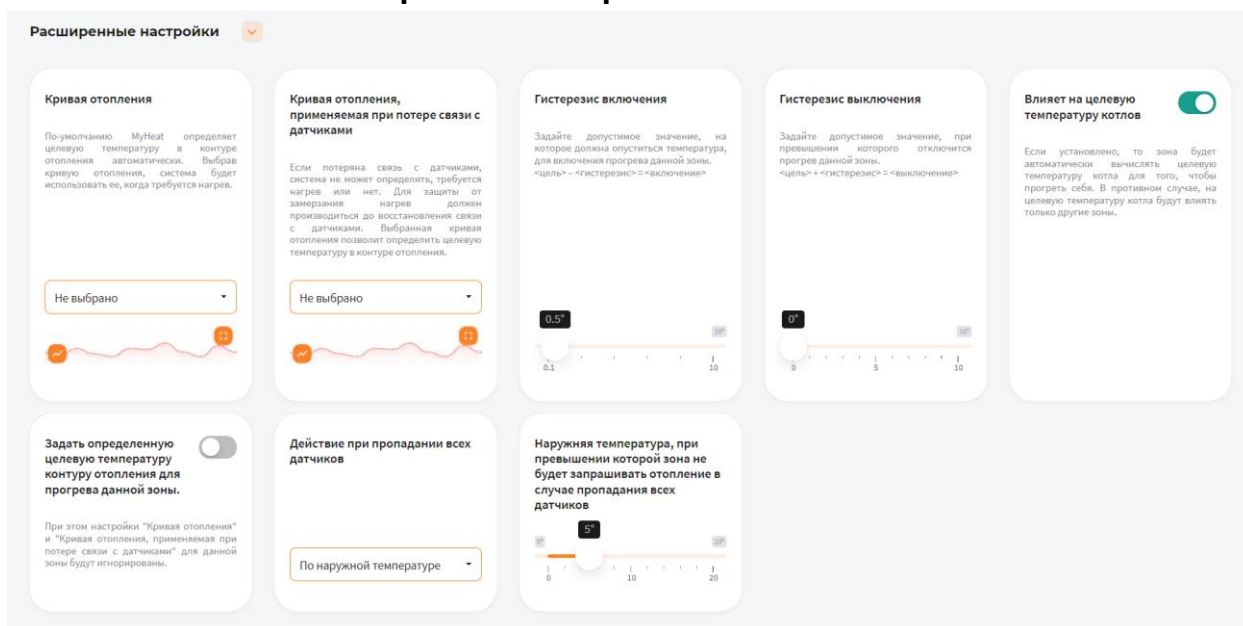 Расширенные настройки
Кривая отопления
По-умолчанию MyHeat определяет
целевую температуру в контуре
отопления автоматически. Выбрав
кривую отопления, система будет
использовать ее, когда требуется нагрев.
Не выбрано
Кривая отопления,
применяемая при потере связи с
датчиками
Если потеряна связь с датчиками,
система не может определить, требуется
нагрев или нет. Для защиты от
замерзания нагрев должен
производиться до восстановления связи
с датчиками. Выбранная кривая
отопления позволит определить целевую
температуру в контуре отопления.
Не выбрано
Гистерезис включения
Задайте допустимое значение, на
которое должна опуститься температура,
для включения прогрева данной зоны.
<цель> – <гистерезис> = <включение>
0.5°
10°
0.1 10
Гистерезис выключения
Задайте допустимое значение, при
превышении которого отключится
прогрев данной зоны.
<цель> + <гистерезис> = <выключение>
0°
10°
0 5 10
Влияет на целевую
температуру котлов
Если установлено, то зона будет
автоматически вычислять целевую
температуру котла для того, чтобы
прогреть себя. В противном случае, на
целевую температуру котла будут влиять
только другие зоны.
Задать определенную
целевую температуру
контуру отопления для
прогрева данной зоны.
При этом настройки "Кривая отопления"
и "Кривая отопления, применяемая при
потере связи с датчиками" для данной
зоны будут игнорированы.
Действие при пропадании всех
датчиков
По наружной температуре
Наружняя температура, при
превышении которой зона не
будет запрашивать отопление в
случае пропадания всех
датчиков
5°
0° 20°
0 10 20